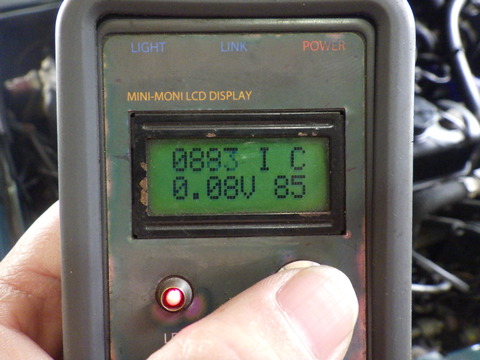 LIGHT LINK POWER
MINI-MONI LCD DISPLAY
0883 I C
0.08V 85